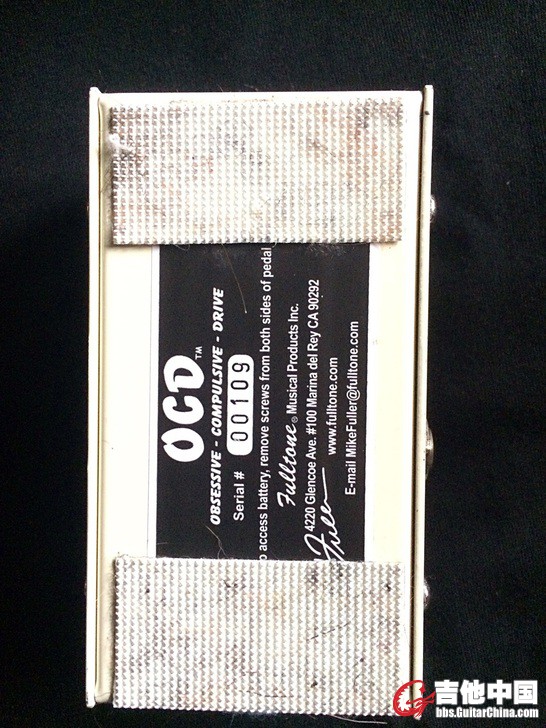 OCD™
OBSESSIVE - COMPULSIVE - DRIVE
Serial # 00109
o access battery, remove screws from both sides of pedal
Fulltone® Musical Products Inc.
4220 Glencoe Ave. #100 Marina del Rey CA 90292
www.fulltone.com
E-mail MikeFuller@fulltone.com
Fuller
吉他中国
bbs.GuitarChina.com